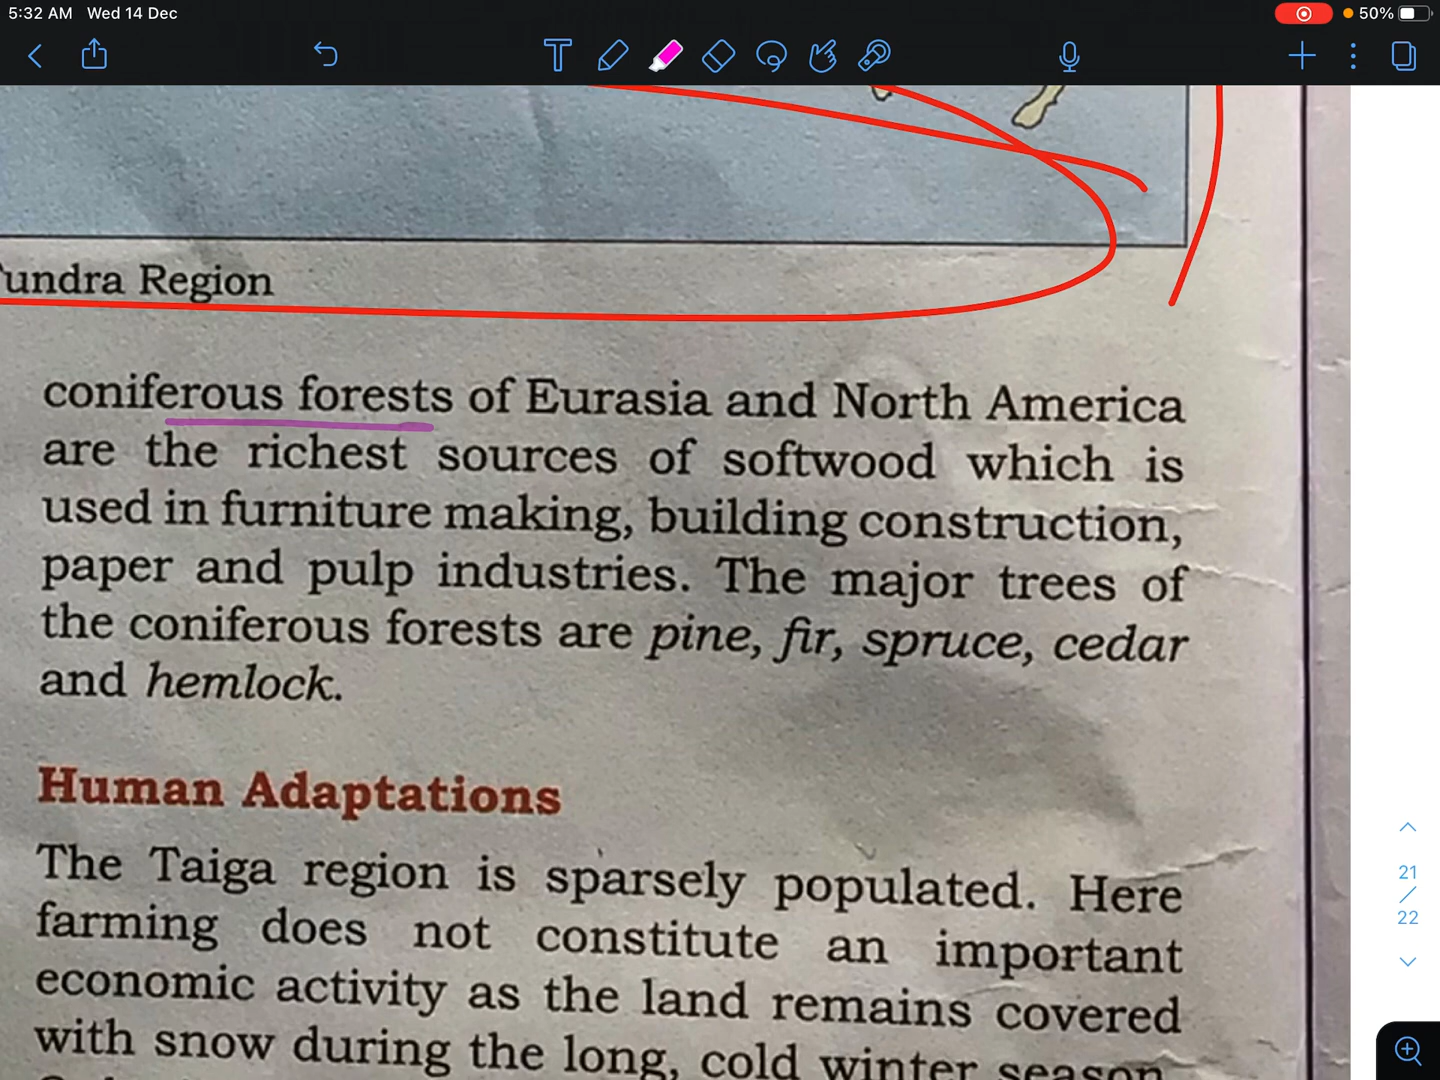 5:32 AM Wed 14 Dec
50%
undra Region
coniferous forests of Eurasia and North America
are the richest sources of softwood which is
used in furniture making, building construction,
paper and pulp industries. The major trees of
the coniferous forests are pine, fir, spruce, cedar
and hemlock.
Human Adaptations
The Taiga region is sparsely populated. Here
farming does not constitute an important
economic activity as the land remains covered
with snow during the long, cold winter season
21
/
22